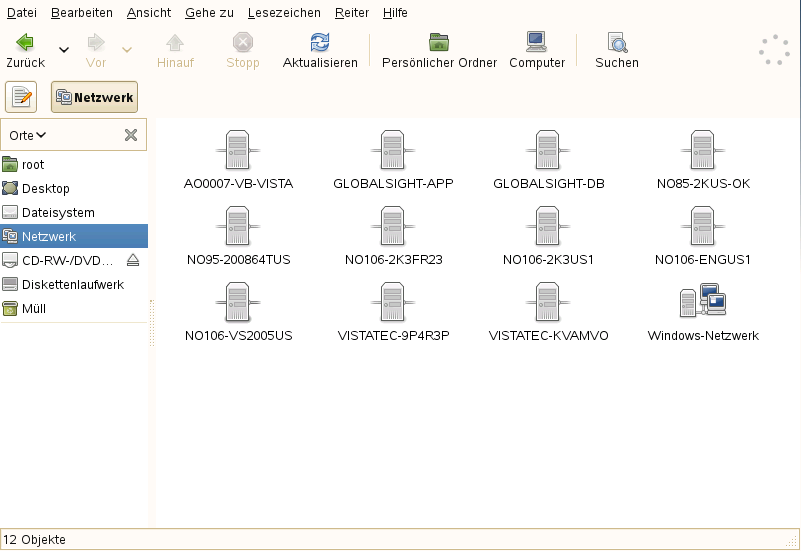 Datei Bearbeiten Ansicht Gehe zu Lesezeichen Reiter Hilfe
Zurück Vor Hinauf Stopp Aktualisieren Persönlicher Ordner Computer Suchen
Netzwerk
Orte
root
Desktop
Dateisystem
Netzwerk
CD-RW-/DVD...
Diskettenlaufwerk
Müll
AO0007-VB-VISTA GLOBALSIGHT-APP GLOBALSIGHT-DB NO85-2KUS-OK
NO95-200864TUS NO106-2K3FR23 NO106-2K3US1 NO106-ENGUS1
NO106-VS2005US VISTATEC-9P4R3P VISTATEC-KVAMVO Windows-Netzwerk
12 Objekte